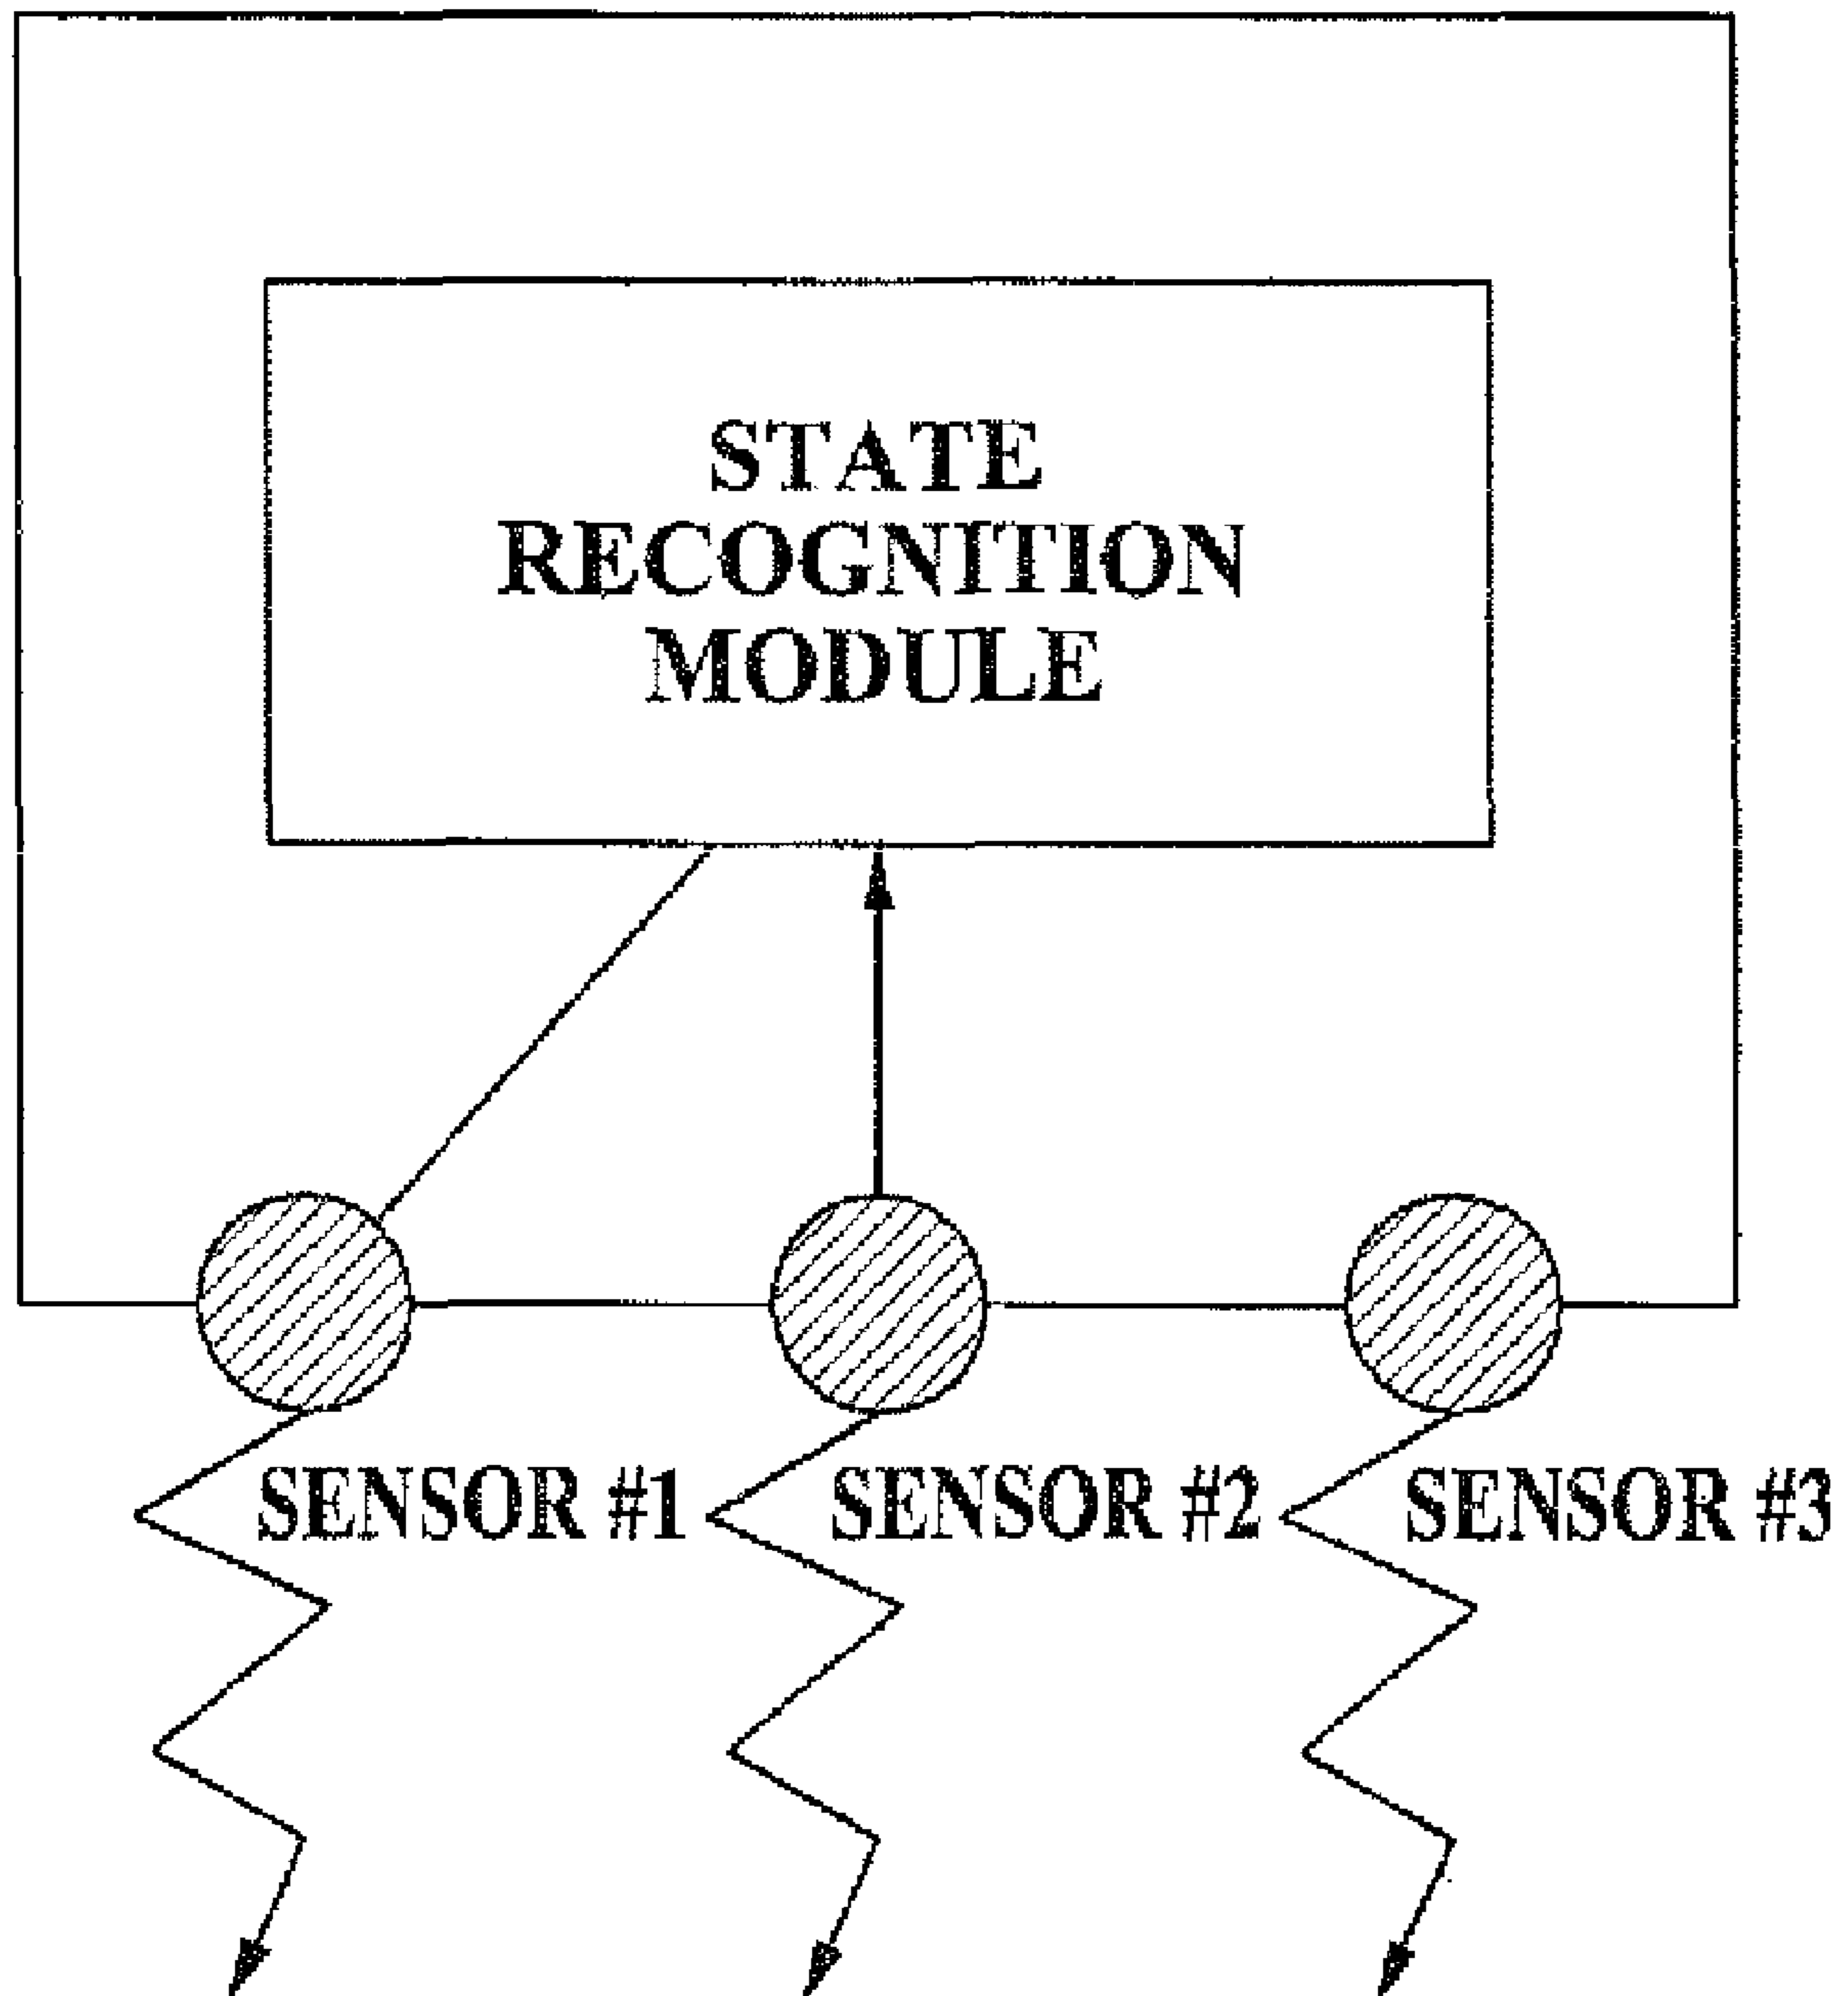 STATE
RECOGNITION
MODULE
SENSOR #1
SENSOR #2
SENSOR #3